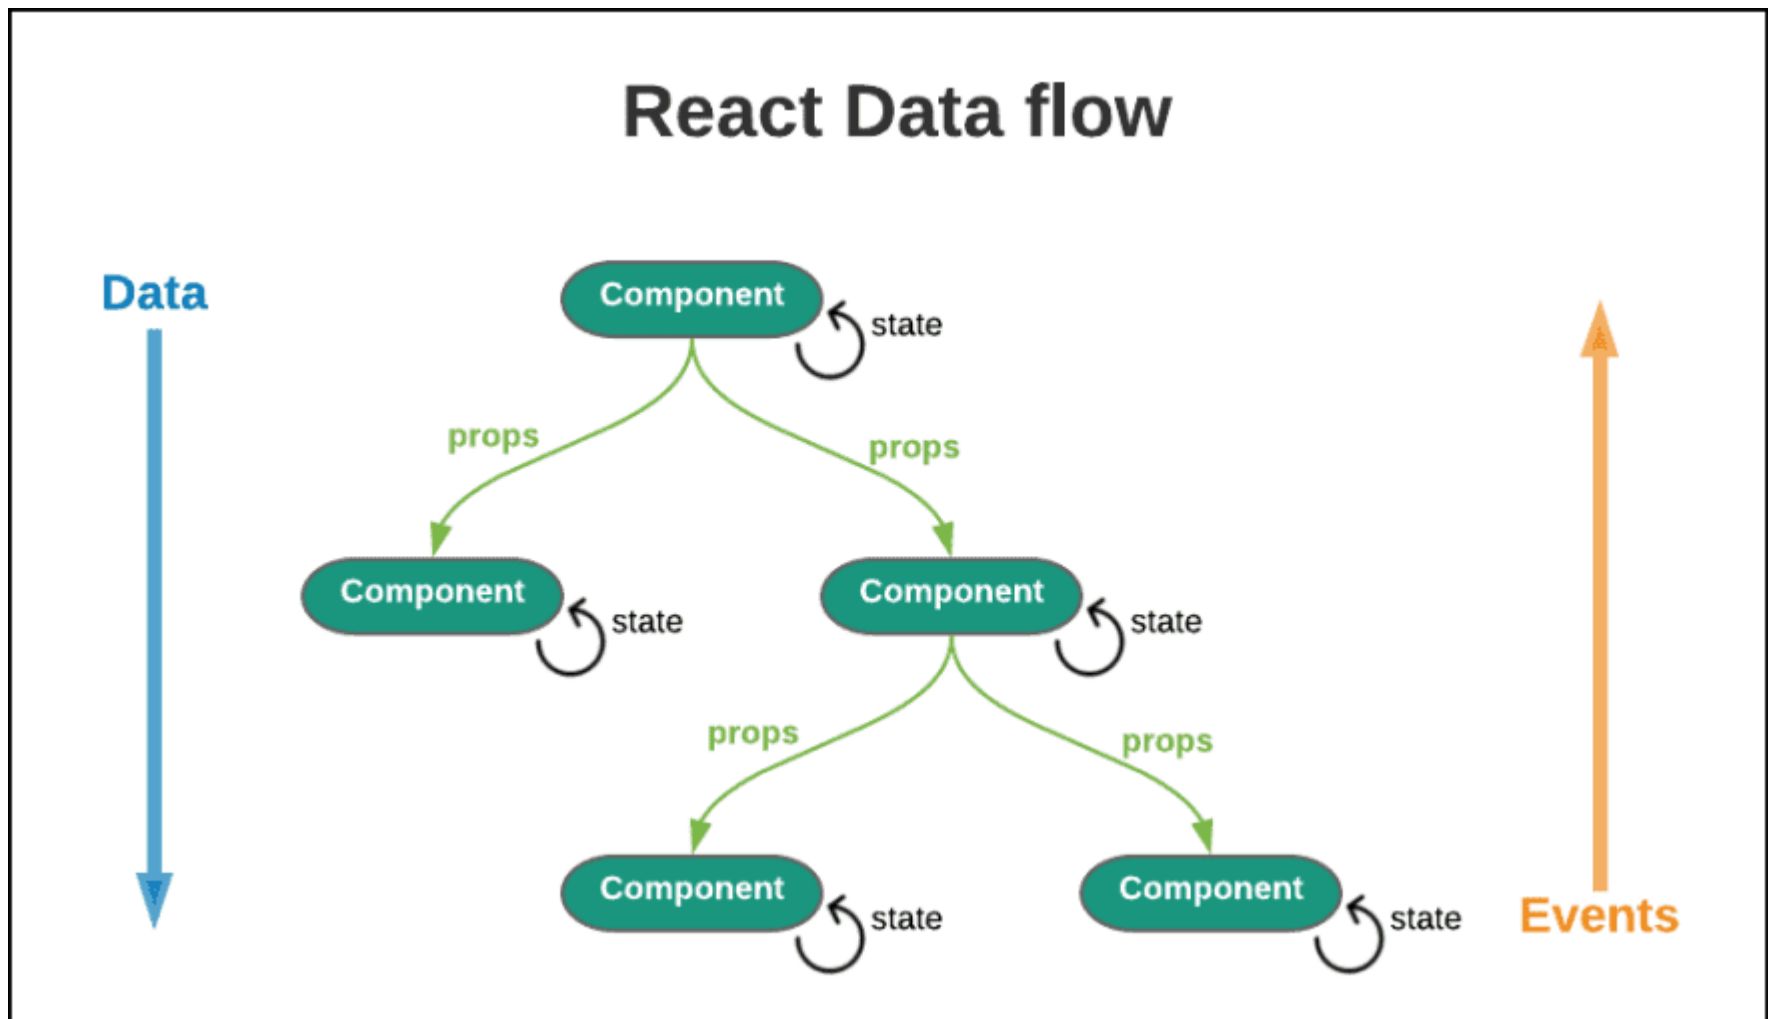 React Data flow
Data
Component
state
props
props
Component
state
Component
state
props
props
Component
state
Component
state
Events